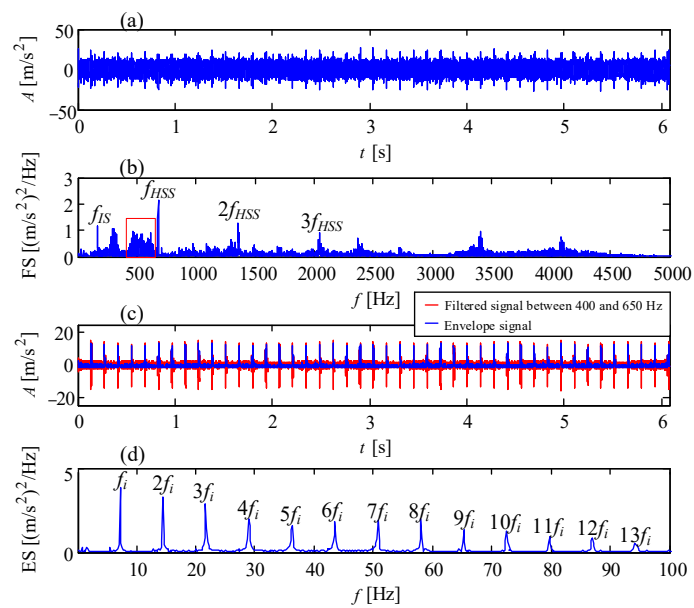 (a)
50
0
−50
A [m/s²]
0 1 2 3 4 5 6
t [s]
(b)
3
2
1
0
FS [(m/s²)²/Hz]
f_IS
f_HSS
2f_HSS
3f_HSS
500 1000 1500 2000 2500 3000 3500 4000 4500 5000
f [Hz]
Filtered signal between 400 and 650 Hz
Envelope signal
(c)
20
0
−20
A [m/s²]
0 1 2 3 4 5 6
t [s]
(d)
5
0
ES [(m/s²)²/Hz]
f_i 2f_i 3f_i 4f_i 5f_i 6f_i 7f_i 8f_i 9f_i 10f_i 11f_i 12f_i 13f_i
10 20 30 40 50 60 70 80 90 100
f [Hz]